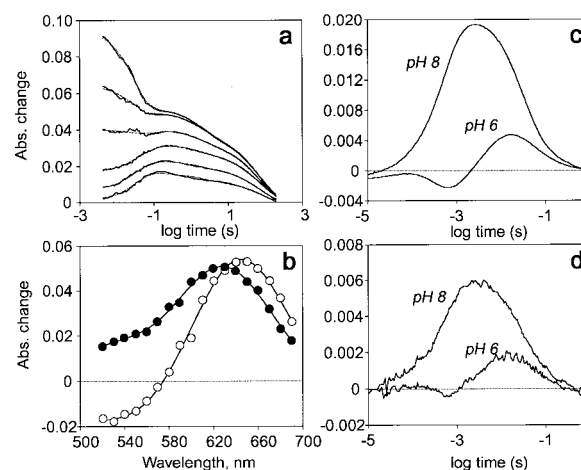 a
0.10
0.08
0.06
0.04
0.02
0.00
Abs. change
-3
-1
1
3
log time (s)
b
0.06
0.04
0.02
0
-0.02
Abs. change
500
540
580
620
660
700
Wavelength, nm
c
0.020
0.016
0.012
0.008
0.004
0.000
-0.004
pH 8
pH 6
-5
-3
-1
log time (s)
d
0.008
0.006
0.004
0.002
0
-0.002
pH 8
pH 6
-5
-3
-1
log time (s)